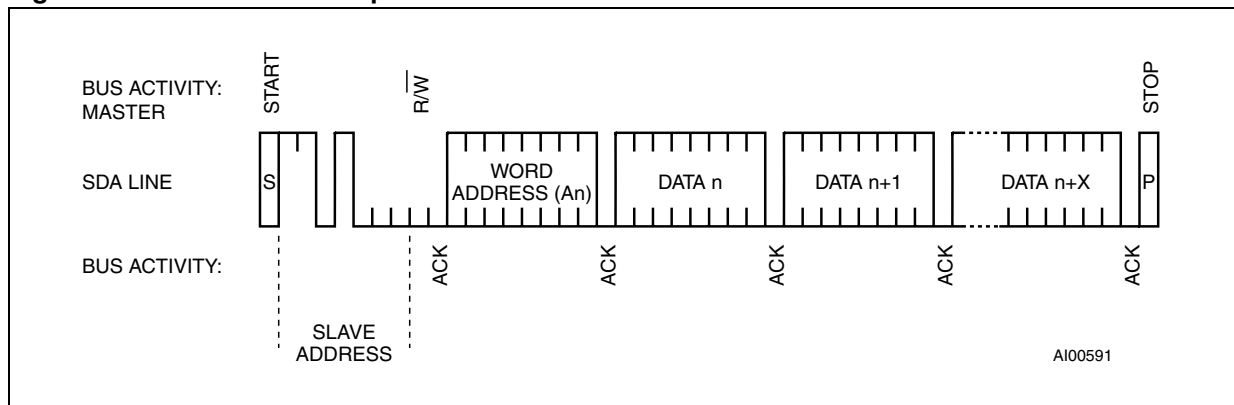 BUS ACTIVITY:
MASTER
START
R/W
STOP
SDA LINE
S
WORD
ADDRESS (An)
DATA n
DATA n+1
DATA n+X
P
BUS ACTIVITY:
ACK
ACK
ACK
ACK
ACK
SLAVE
ADDRESS
AI00591